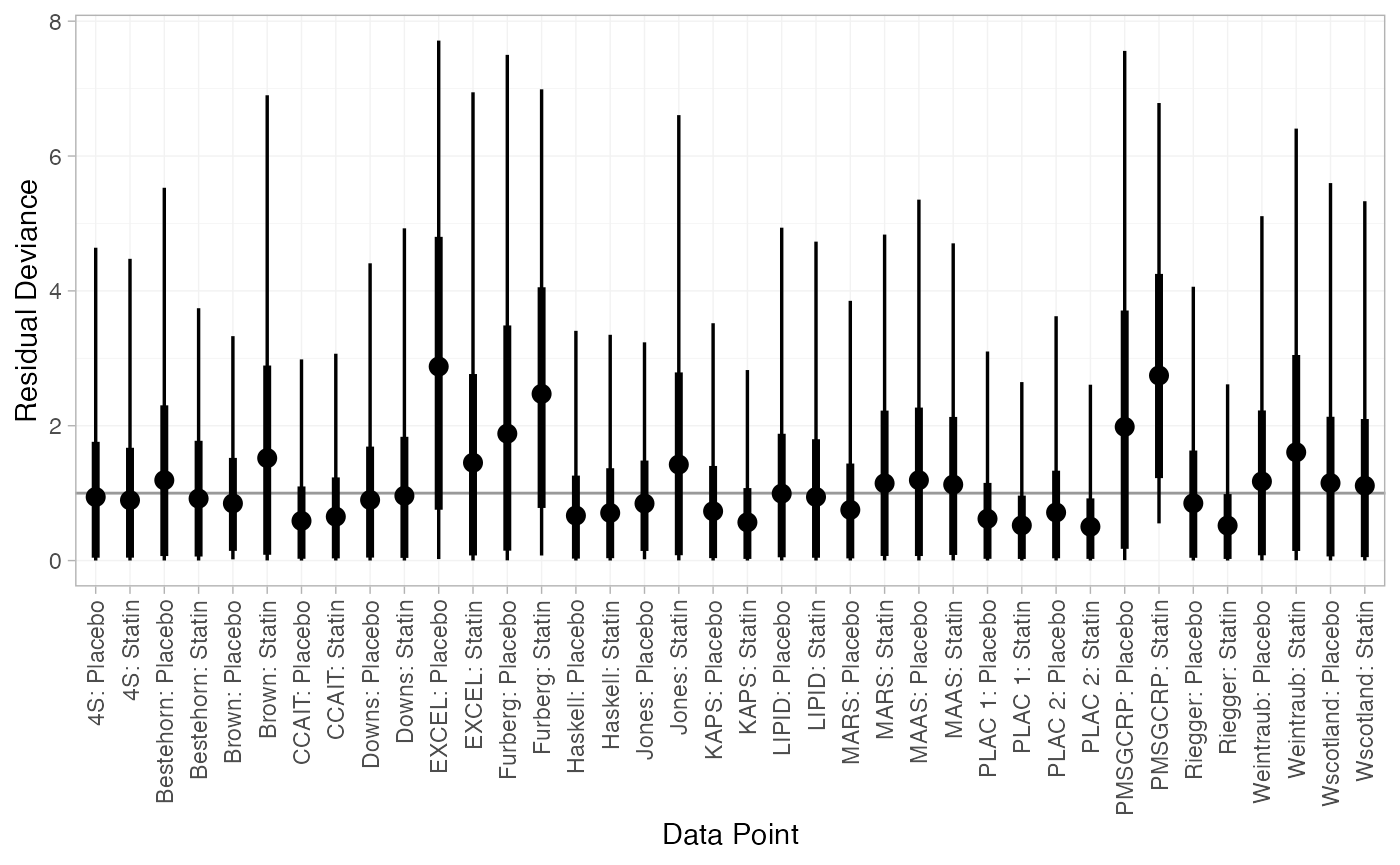 Residual Deviance
8
6
4
2
0
4S: Placebo
4S: Statin
Bestehorn: Placebo
Bestehorn: Statin
Brown: Placebo
Brown: Statin
CCAIT: Placebo
CCAIT: Statin
Downs: Placebo
Downs: Statin
EXCEL: Placebo
EXCEL: Statin
Furberg: Placebo
Furberg: Statin
Haskell: Placebo
Haskell: Statin
Jones: Placebo
Jones: Statin
KAPS: Placebo
KAPS: Statin
LIPID: Placebo
LIPID: Statin
MARS: Placebo
MARS: Statin
MAAS: Placebo
MAAS: Statin
PLAC 1: Placebo
PLAC 1: Statin
PLAC 2: Placebo
PLAC 2: Statin
PMSGCRP: Placebo
PMSGCRP: Statin
Riegger: Placebo
Riegger: Statin
Weintraub: Placebo
Weintraub: Statin
Wscotland: Placebo
Wscotland: Statin
Data Point